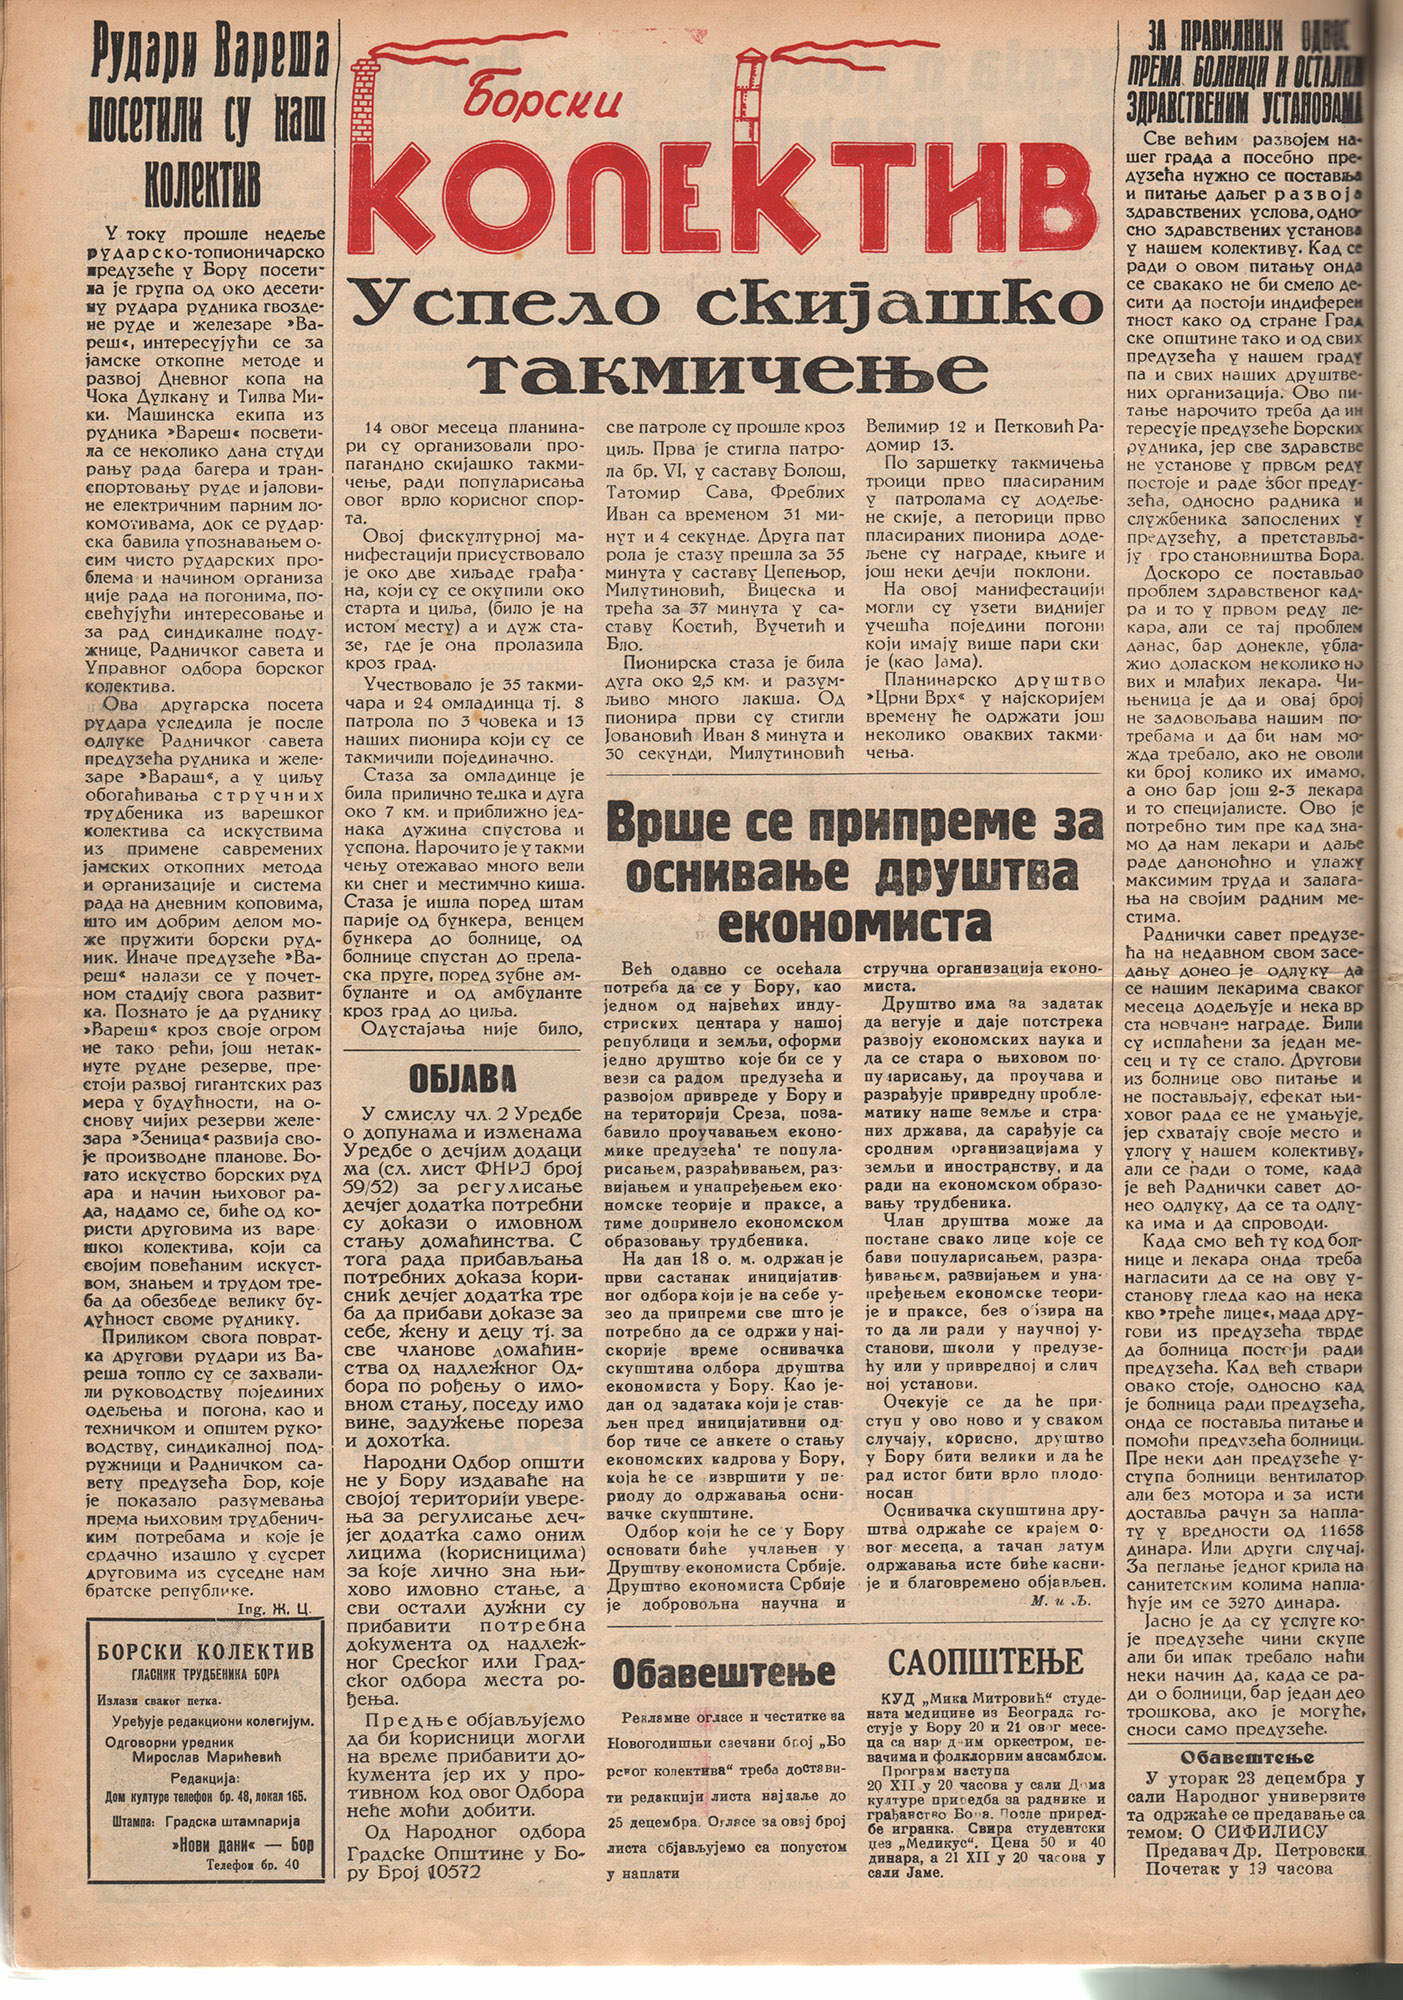 Рудари Вареша
посетили су наш
колектив
У току прошле недеље
рударско-топионичарско
предузеће у Бору посети-
ла је група од око десети-
ну рудара рудника гвозде-
не руде и железаре »Ва-
реш«, интересујући се за
јамске откопне методе и
развој Дневног копа на
Чока Дулкану и Тилва Ми-
ки. Машинска екипа из
рудника »Вареш« посвети-
ла се неколико дана студи
рању рада багера и тран-
спортовању руде и јалови-
не електричним парним ло-
комотивама, док се рудар-
ска бавила упознавањем о-
сим чисто рударских про-
блема и начином организа
ције рада на погонима, по-
свећујући интересовање и
за рад синдикалне поду-
жнице, Радничког савета и
Управног одбора борског
колектива.
Ова другарска посета
рудара уследила је после
одлуке Радничког савета
предузећа рудника и желе-
заре »Вараш«, а у циљу
обогаћивања стручних
трудбеника из варешког
колектива са искуствима
из примене савремених
јамских откопних метода
и организације и система
рада на дневним коповима,
што им добрим делом мо-
же пружити борски руд-
ник. Иначе предузеће »Ва-
реш« налази се у почет-
ном стадију свога развит-
ка. Познато је да руднику
»Вареш« кроз своје огром
не тако рећи, још нетак-
нуте рудне резерве, пре-
стоји развој гигантских раз
мера у будућности, на о-
снову чијих резерви желе-
зара »Зеница« развија сво-
је производне планове. Бо-
гато искуство борских руд
ара и начин њиховог ра-
да, надамо се, биће од ко-
ристи друговима из варе
шког колектива, који са
својим повећаним искуст-
вом, знањем и трудом тре-
ба да обезбеде велику бу-
дућност своме руднику.
Приликом свога поврат-
ка другови рудари из Ва-
реша топло су се захвали-
ли руководству појединих
одељења и погона, као и
техничком и општем руко-
водству, синдикалној под-
ружници и Радничком са-
вету предузећа Бор, које
је показало разумевања
према њиховим трудбенич-
ким потребама и које је
срдачно изашло у сусрет
друговима из суседне нам
братске републике.
Ing. Ж. Ц.
БОРСКИ КОЛЕКТИВ
ГЛАСНИК ТРУДБЕНИКА БОРА
Излази сваког петка.
Уређује редакциони колегијум.
Одговорни уредник
Мирослав Марићевић
Редакција:
Дом културе телефон бр. 48, локал 165.
Штампа: Градска штампарија
»Нови дани« — Бор
Телефон бр. 40
Борски
КОЛЕКТИВ
Успело скијашко
такмичење
14 овог месеца планина-
ри су организовали про-
пагандно скијашко такми-
чење, ради популарисања
овог врло корисног спор-
та.
Овој фискултурној ма-
нифестацији присуствовало
је око две хиљаде грађа-
на, који су се окупили око
старта и циља, (било је на
истом месту) а и дуж ста-
зе, где је она пролазила
кроз град.
Учествовало је 35 такми-
чара и 24 омладинца тј. 8
патрола по 3 човека и 13
наших пионира који су се
такмичили појединачно.
Стаза за омладинце је
била прилично тешка и дуга
око 7 км. и приближно јед-
нака дужина спустова и
успона. Нарочито је у такми
чењу отежавао много вели
ки снег и местимчно киша.
Стаза је ишла поред штам
парије од бункера, венцем
бункера до болнице, од
болнице спустан до прела-
ска пруге, поред зубне ам-
буланте и од амбуланте
кроз град до циља.
Одустајања није било,
све патроле су прошле кроз
циљ. Прва је стигла патро-
ла бр. VI, у саставу Болош,
Татомир Сава, Фреблих
Иван са временом 31 ми-
нут и 4 секунде. Друга пат
рола је стазу прешла за 35
минута у саставу Цепењор,
Милутиновић, Вицеска и
трећа за 37 минута у са-
ставу Костић, Вучетић и
Бло.
Пионирска стаза је била
дуга око 2,5 км. и разум-
љиво много лакша. Од
пионира први су стигли
Јовановић Иван 8 минута и
30 секунди, Милутиновић
Велимир 12 и Петковић Ра-
домир 13.
По заршетку такмичења
троици прво пласираним
у патролама су додеље-
не скије, а петорици прво
пласираних пионира доде-
љене су награде, књиге и
још неки дечји поклони.
На овој манифестацији
могли су узети виднијег
учешћа поједини погони
који имају више пари ски
је (као Јама).
Планинарско друштво
»Црни Врх« у најскоријем
времену ће одржати још
неколико оваквих такми-
чења.
ОБЈАВА
У смислу чл. 2 Уредбе
о допунама и изменама
Уредбе о дечјим додаци
ма (сл. лист ФНРЈ број
59/52) за регулисање
дечјег додатка потребни
су докази о имовном
стању домаћинства. С
тога рада прибављања
потребних доказа кори-
сник дечјег додатка тре
ба да прибави доказе за
себе, жену и децу тј. за
све чланове домаћин-
ства од надлежног Од-
бора по рођењу о имо-
вном стању, поседу имо
вине, задужење пореза
и дохотка.
Народни Одбор општи
не у Бору издаваће на
својој територији увере-
ња за регулисање деч-
јег додатка само оним
лицима (корисницима)
за које лично зна њи-
хово имовно стање, а
сви остали дужни су
прибавити потребна
документа од надлеж-
ног Среског или Град-
ског одбора места ро-
ђења.
Предње објављујемо
да би корисници могли
на време прибавити до-
кумента јер их у про-
тивном код овог Одбора
неће моћи добити.
Од Народног одбора
Градске Општине у Бо-
ру Број 10572
Врше се припреме за
оснивање друштва
економиста
Већ одавно се осећала
потреба да се у Бору, као
једном од највећих инду-
стриских центара у нашој
републици и земљи, оформи
једно друштво које би се у
вези са радом предузећа и
развојом привреде у Бору и
на територији Среза, поза-
бавило проучавањем еконо-
мике предузећа' те попула-
рисањем, разрађивањем, раз-
вијањем и унапређењем еко-
номске теорије и праксе, а
тиме допринело економском
образовању трудбеника.
На дан 18 о. м. одржан је
први састанак инициjатив
ног одбора који је на себе у-
зео да припреми све што је
потребно да се одржи у нај-
скорије време оснивачка
скупштина одбора друштва
економиста у Бору. Као је-
дан од задатака који је став-
љен пред иницијативни од-
бор тиче се анкете о стању
економских кадрова у Бору,
која ће се извршити у пе-
риоду до одржавања осни-
вачке скупштине.
Одбор који ће се у Бору
основати биће учлањен у
Друштву економиста Србије.
Друштво економиста Србије
је добровољна научна и
стручна организација еконо-
миста.
Друштво има за задатак
да негује и даје потстрека
развоју економских наука и
да се стара о њиховом по-
пуларисању, да проучава и
разрађује привредну пробле-
матику наше земље и стра-
них држава, да сарађује са
сродним организацијама у
земљи и иностранству, и да
ради на економском образо-
вању трудбеника.
Члан друштва може да
постане свако лице које се
бави популарисањем, разра-
ђивањем, развијањем и уна-
пређењем економске теори-
је и праксе, без обзира на
то да ли ради у научној у-
станови, школи у предузе-
ћу или у привредној и слич
ној установи.
Очекује се да ће при-
ступ у ово ново и у сваком
случају, корисно, друштво
у Бору бити велики и да ће
рад истог бити врло плодо-
носан
Оснивачка скупштина дру-
штва одржаће се крајем о-
вог месеца, а тачан датум
одржавања исте биће касни-
је и благовремено објављен.
М. и Љ.
Обавештење
Рекламне огласе и честитке за
Новогодишњи свечани број „Бо
рског колектива“ треба достави-
ти редакцији листа најдаље до
25 децембра. Огласе за овај број
листа објављујемо са попустом
у наплати
САОПШТЕЊЕ
КУД „Мика Митровић“ студе-
ната медицине из Београда го-
стује у Бору 20 и 21 овог месе-
ца са народним оркестром, пе-
вачима и фолклорним ансамблом.
Програм наступа
20 XII у 20 часова у сали Дома
културе приредба за раднике и
грађанство Бора. После приред-
бе игранка. Свира студентски
џез „Медикус“. Цена 50 и 40
динара, а 21 XII у 20 часова у
сали Јаме.
ЗА ПРАВИЛНИЈИ ОДНОС
ПРЕМА БОЛНИЦИ И ОСТАЛИМ
ЗДРАВСТВЕНИМ УСТАНОВАМА
Све већим развојем на-
шег града а посебно пре-
дузећа нужно се поставља
и питање даљег развоја
здравствених услова, одно-
сно здравствених установа
у нашем колективу. Кад се
ради о овом питању онда
се свакако не би смело де-
сити да постоји индиферен
тност како од стране Град
ске општине тако и од свих
предузећа у нашем граду
па и свих наших друштве-
них организација. Ово пи-
тање нарочито треба да ин
тересује предузеће Борских
рудника, јер све здравстве
не установе у првом реду
постоје и раде због преду-
зећа, односно радника и
службеника запослених у
предузећу, а претставља-
ју гро становништва Бора.
Доскоро се постављао
проблем здравственог кад-
ра и то у првом реду ле-
кара, али се тај проблем
данас, бар донекле, убла-
жио доласком неколико но
вих и млађих лекара. Чи-
њеница је да и овај број
не задовољава нашим по-
требама и да би нам мо-
жда требало, ако не оволи
ки број колико их имамо,
а оно бар још 2-3 лекара
и то специјалисте. Ово је
потребно тим пре кад зна-
мо да нам лекари и даље
раде даноноћно и улажу
максимим труда и залага-
ња на својим радним ме-
стима.
Раднички савет предузе-
ћа на недавном свом засе-
дању донео је одлуку да
се нашим лекарима сваког
месеца додељује и нека вр
ста новчане награде. Били
су исплаћени за један ме-
сец и ту се стало. Другови
из болнице ово питање и
не постављају, ефекат њи-
ховог рада се не умањује,
јер схватају своје место и
улогу у нашем колективу,
али се ради о томе, када
је већ Раднички савет до-
нео одлуку, да се та одлу-
ка има и да спроводи.
Када смо већ ту код бол-
нице и лекара онда треба
нагласити да се на ову у-
станову гледа као на нека
кво »треће лице«, мада дру-
гови из предузећа тврде
да болница постоји ради
предузећа. Кад већ ствари
овако стоје, односно кад
је болница ради предузећа,
онда се поставља питање и
помоћи предузећа болници.
Пре неки дан предузеће у-
ступа болници вентилатор
али без мотора и за исти
доставља рачун за напла-
ту у вредности од 11658
динара. Или други случај.
За пеглање једног крила на
санитетским колима напла-
ћује им се 3270 динара.
Јасно је да су услуге ко-
је предузеће чини скупе
али би ипак требало наћи
неки начин да, када се ра-
ди о болници, бар један део
трошкова, ако је могуће,
сноси само предузеће.
Обавештење
У уторак 23 децембра у
сали Народног универзите
та одржаће се предавање са
темом: О СИФИЛИСУ
Предавач Др. Петровски
Почетак у 19 часова